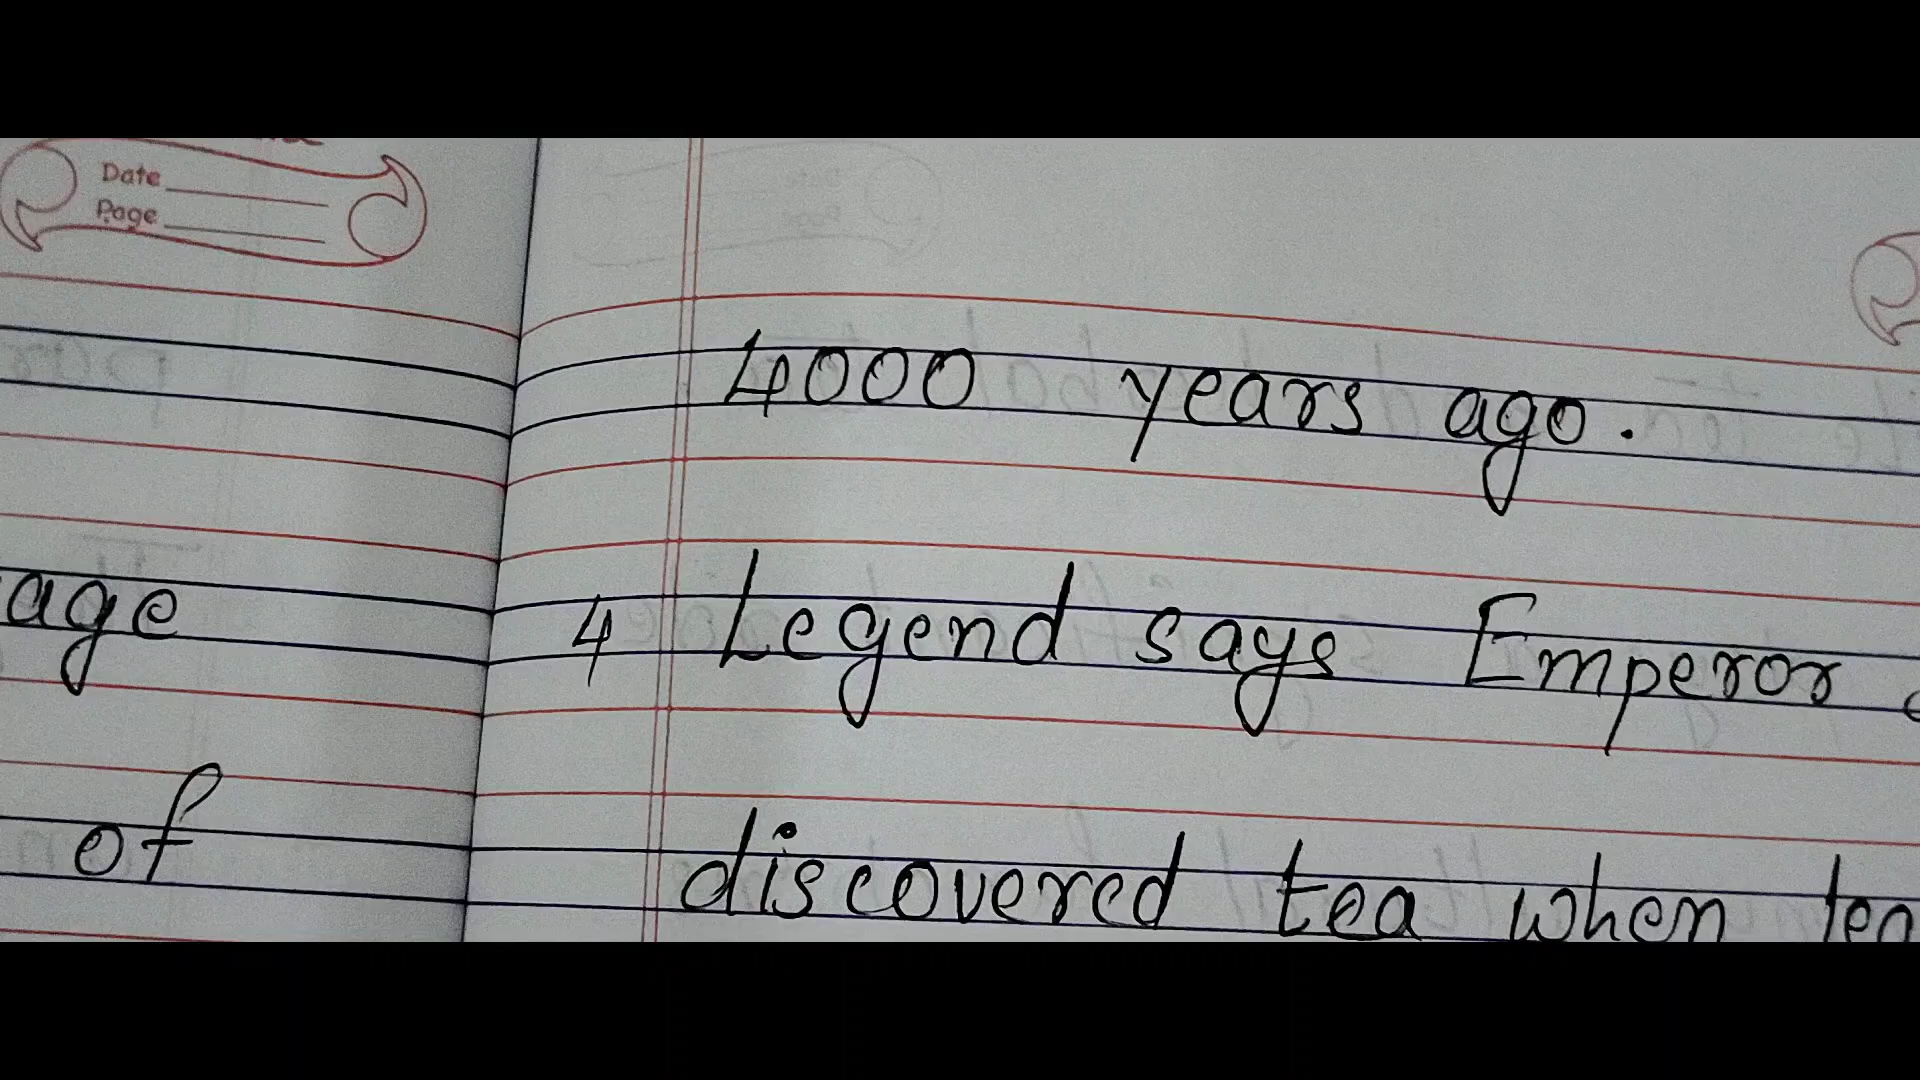 Date
Page
age
of
4000 years ago.
4 Legend says Emperor
discovered tea when